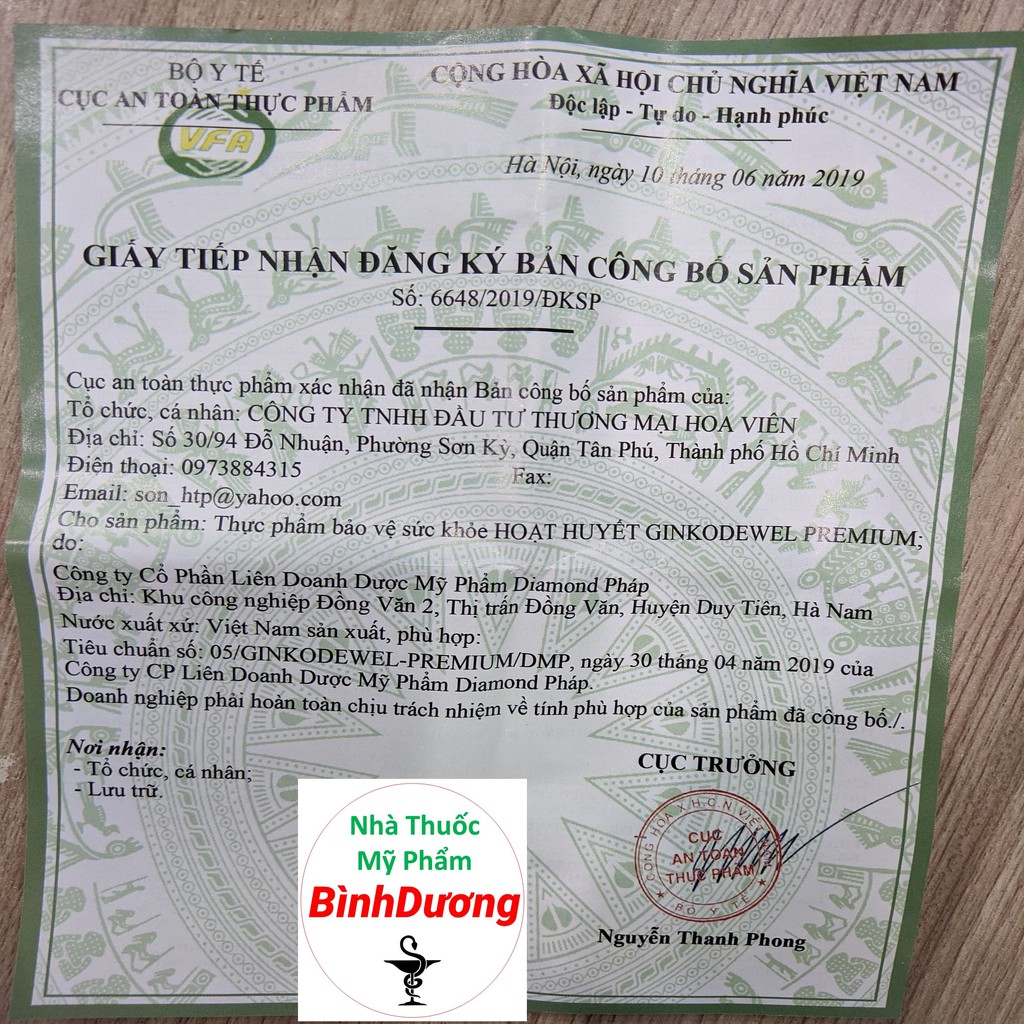 BỘ Y TẾ
CỤC AN TOÀN THỰC PHẨM
VFA
CỘNG HÒA XÃ HỘI CHỦ NGHĨA VIỆT NAM
Độc lập - Tự do - Hạnh phúc
Hà Nội, ngày 10 tháng 06 năm 2019
GIẤY TIẾP NHẬN ĐĂNG KÝ BẢN CÔNG BỐ SẢN PHẨM
Số: 6648/2019/ĐKSP
Cục an toàn thực phẩm xác nhận đã nhận Bản công bố sản phẩm của:
Tổ chức, cá nhân: CÔNG TY TNHH ĐẦU TƯ THƯƠNG MẠI HOA VIÊN
Địa chỉ: Số 30/94 Đỗ Nhuận, Phường Sơn Kỳ, Quận Tân Phú, Thành phố Hồ Chí Minh
Điện thoại: 0973884315 Fax:
Email: son_htp@yahoo.com
Cho sản phẩm: Thực phẩm bảo vệ sức khỏe HOẠT HUYẾT GINKODEWEL PREMIUM;
do:
Công ty Cổ Phần Liên Doanh Dược Mỹ Phẩm Diamond Pháp
Địa chỉ: Khu công nghiệp Đồng Văn 2, Thị trấn Đồng Văn, Huyện Duy Tiên, Hà Nam
Nước xuất xứ: Việt Nam sản xuất, phù hợp:
Tiêu chuẩn số: 05/GINKODEWEL-PREMIUM/DMP, ngày 30 tháng 04 năm 2019 của
Công ty CP Liên Doanh Dược Mỹ Phẩm Diamond Pháp.
Doanh nghiệp phải hoàn toàn chịu trách nhiệm về tính phù hợp của sản phẩm đã công bố./.
Nơi nhận:
- Tổ chức, cá nhân;
- Lưu trữ.
CỤC TRƯỞNG
CỘNG HÒA X.H.C.N VIỆT NAM
CỤC
AN TOÀN
THỰC PHẨM
BỘ Y TẾ
Nguyễn Thanh Phong
Nhà Thuốc
Mỹ Phẩm
BìnhDương